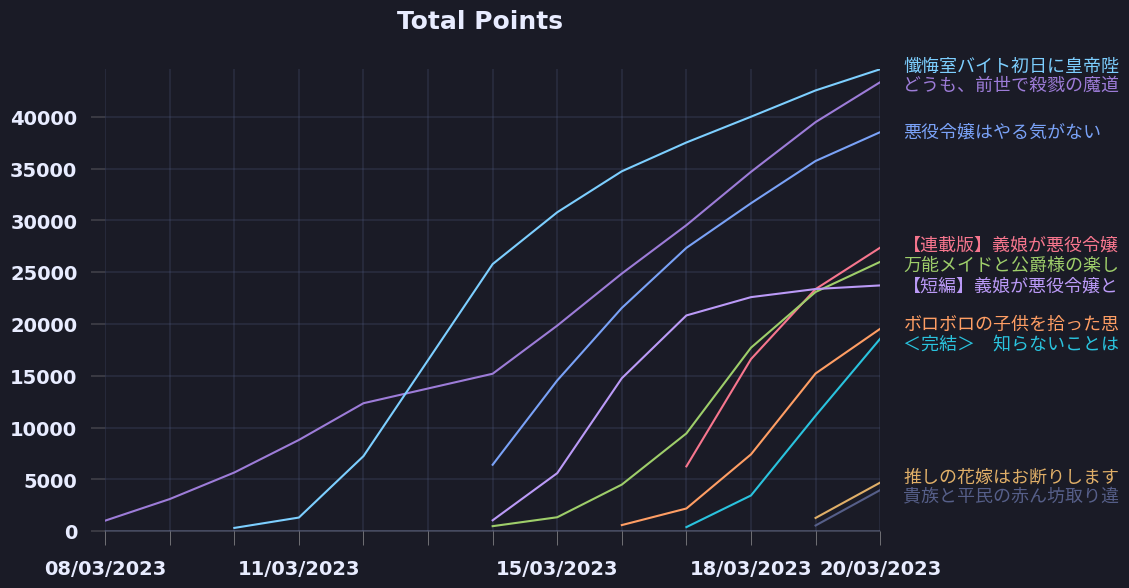 Total Points
懺悔室バイト初日に皇帝陛
どうも、前世で殺戮の魔道
40000
悪役令嬢はやる気がない
35000
30000
【連載版】義娘が悪役令嬢
25000
万能メイドと公爵様の楽し
【短編】義娘が悪役令嬢と
20000
ボロボロの子供を拾った思
＜完結＞　知らないことは
15000
10000
5000
推しの花嫁はお断りします
貴族と平民の赤ん坊取り違
0
08/03/2023 11/03/2023 15/03/2023 18/03/2023 20/03/2023